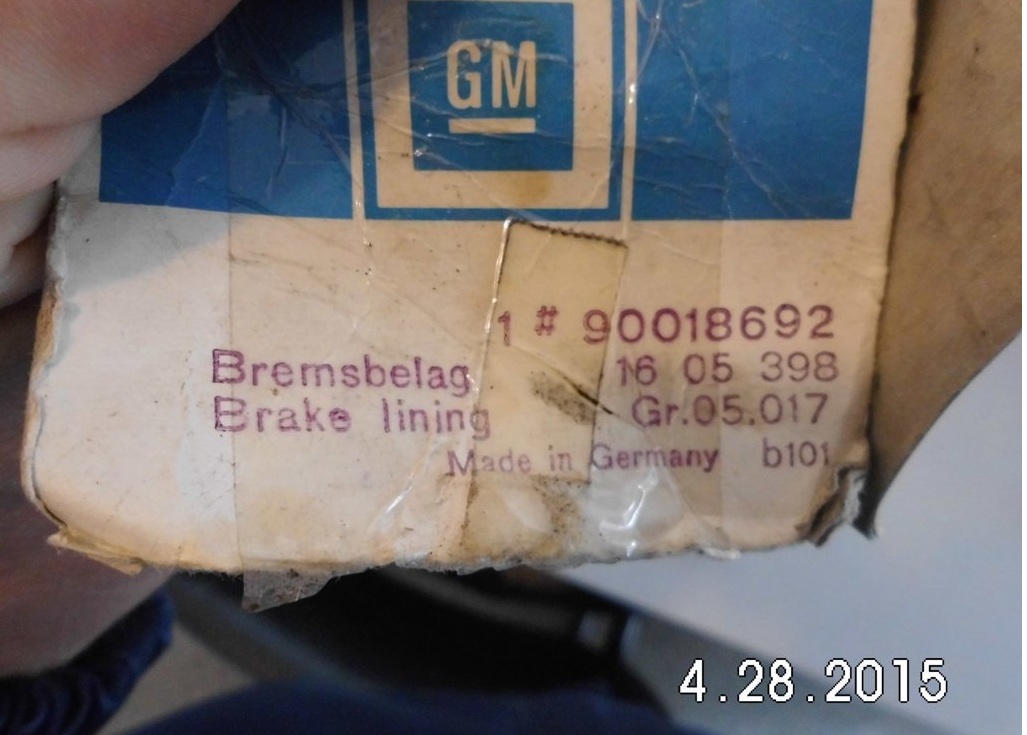 GM
1 # 90018692
Bremsbelag 16 05 398
Brake lining Gr.05.017
Made in Germany b101
4.28.2015